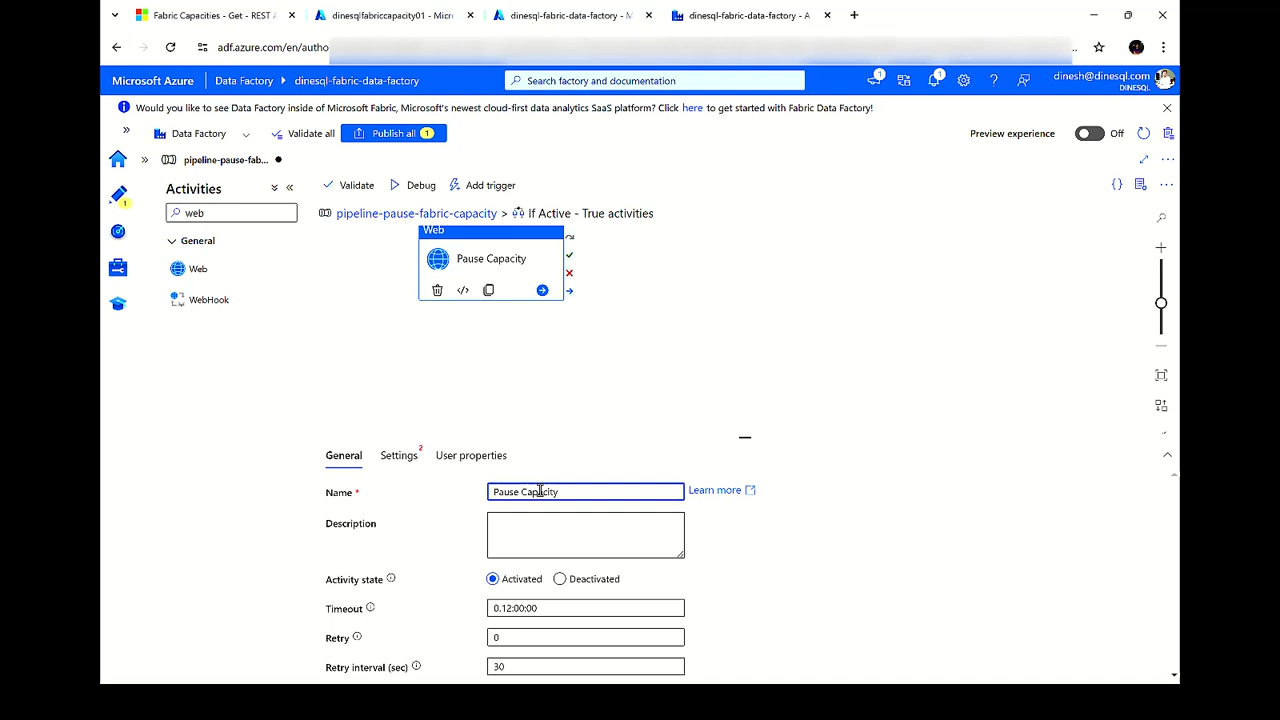 Fabric Capacities - Get - REST A
dinesqlfabriccapacity01 - Micro
dinesql-fabric-data-factory - M
dinesql-fabric-data-factory - A
adf.azure.com/en/autho
Microsoft Azure
Data Factory
dinesql-fabric-data-factory
Search factory and documentation
1
1
dinesh@dinesql.com
DINESQL
Would you like to see Data Factory inside of Microsoft Fabric, Microsoft's newest cloud-first data analytics SaaS platform? Click here to get started with Fabric Data Factory!
Data Factory
Validate all
Publish all 1
Preview experience
Off
pipeline-pause-fab...
Activities
Validate
Debug
Add trigger
1
web
pipeline-pause-fabric-capacity > If Active - True activities
General
Web
Web
Pause Capacity
WebHook
General
Settings 2
User properties
Name *
Pause Capacity
Learn more
Description
Activity state
Activated
Deactivated
Timeout
0.12:00:00
Retry
0
Retry interval (sec)
30